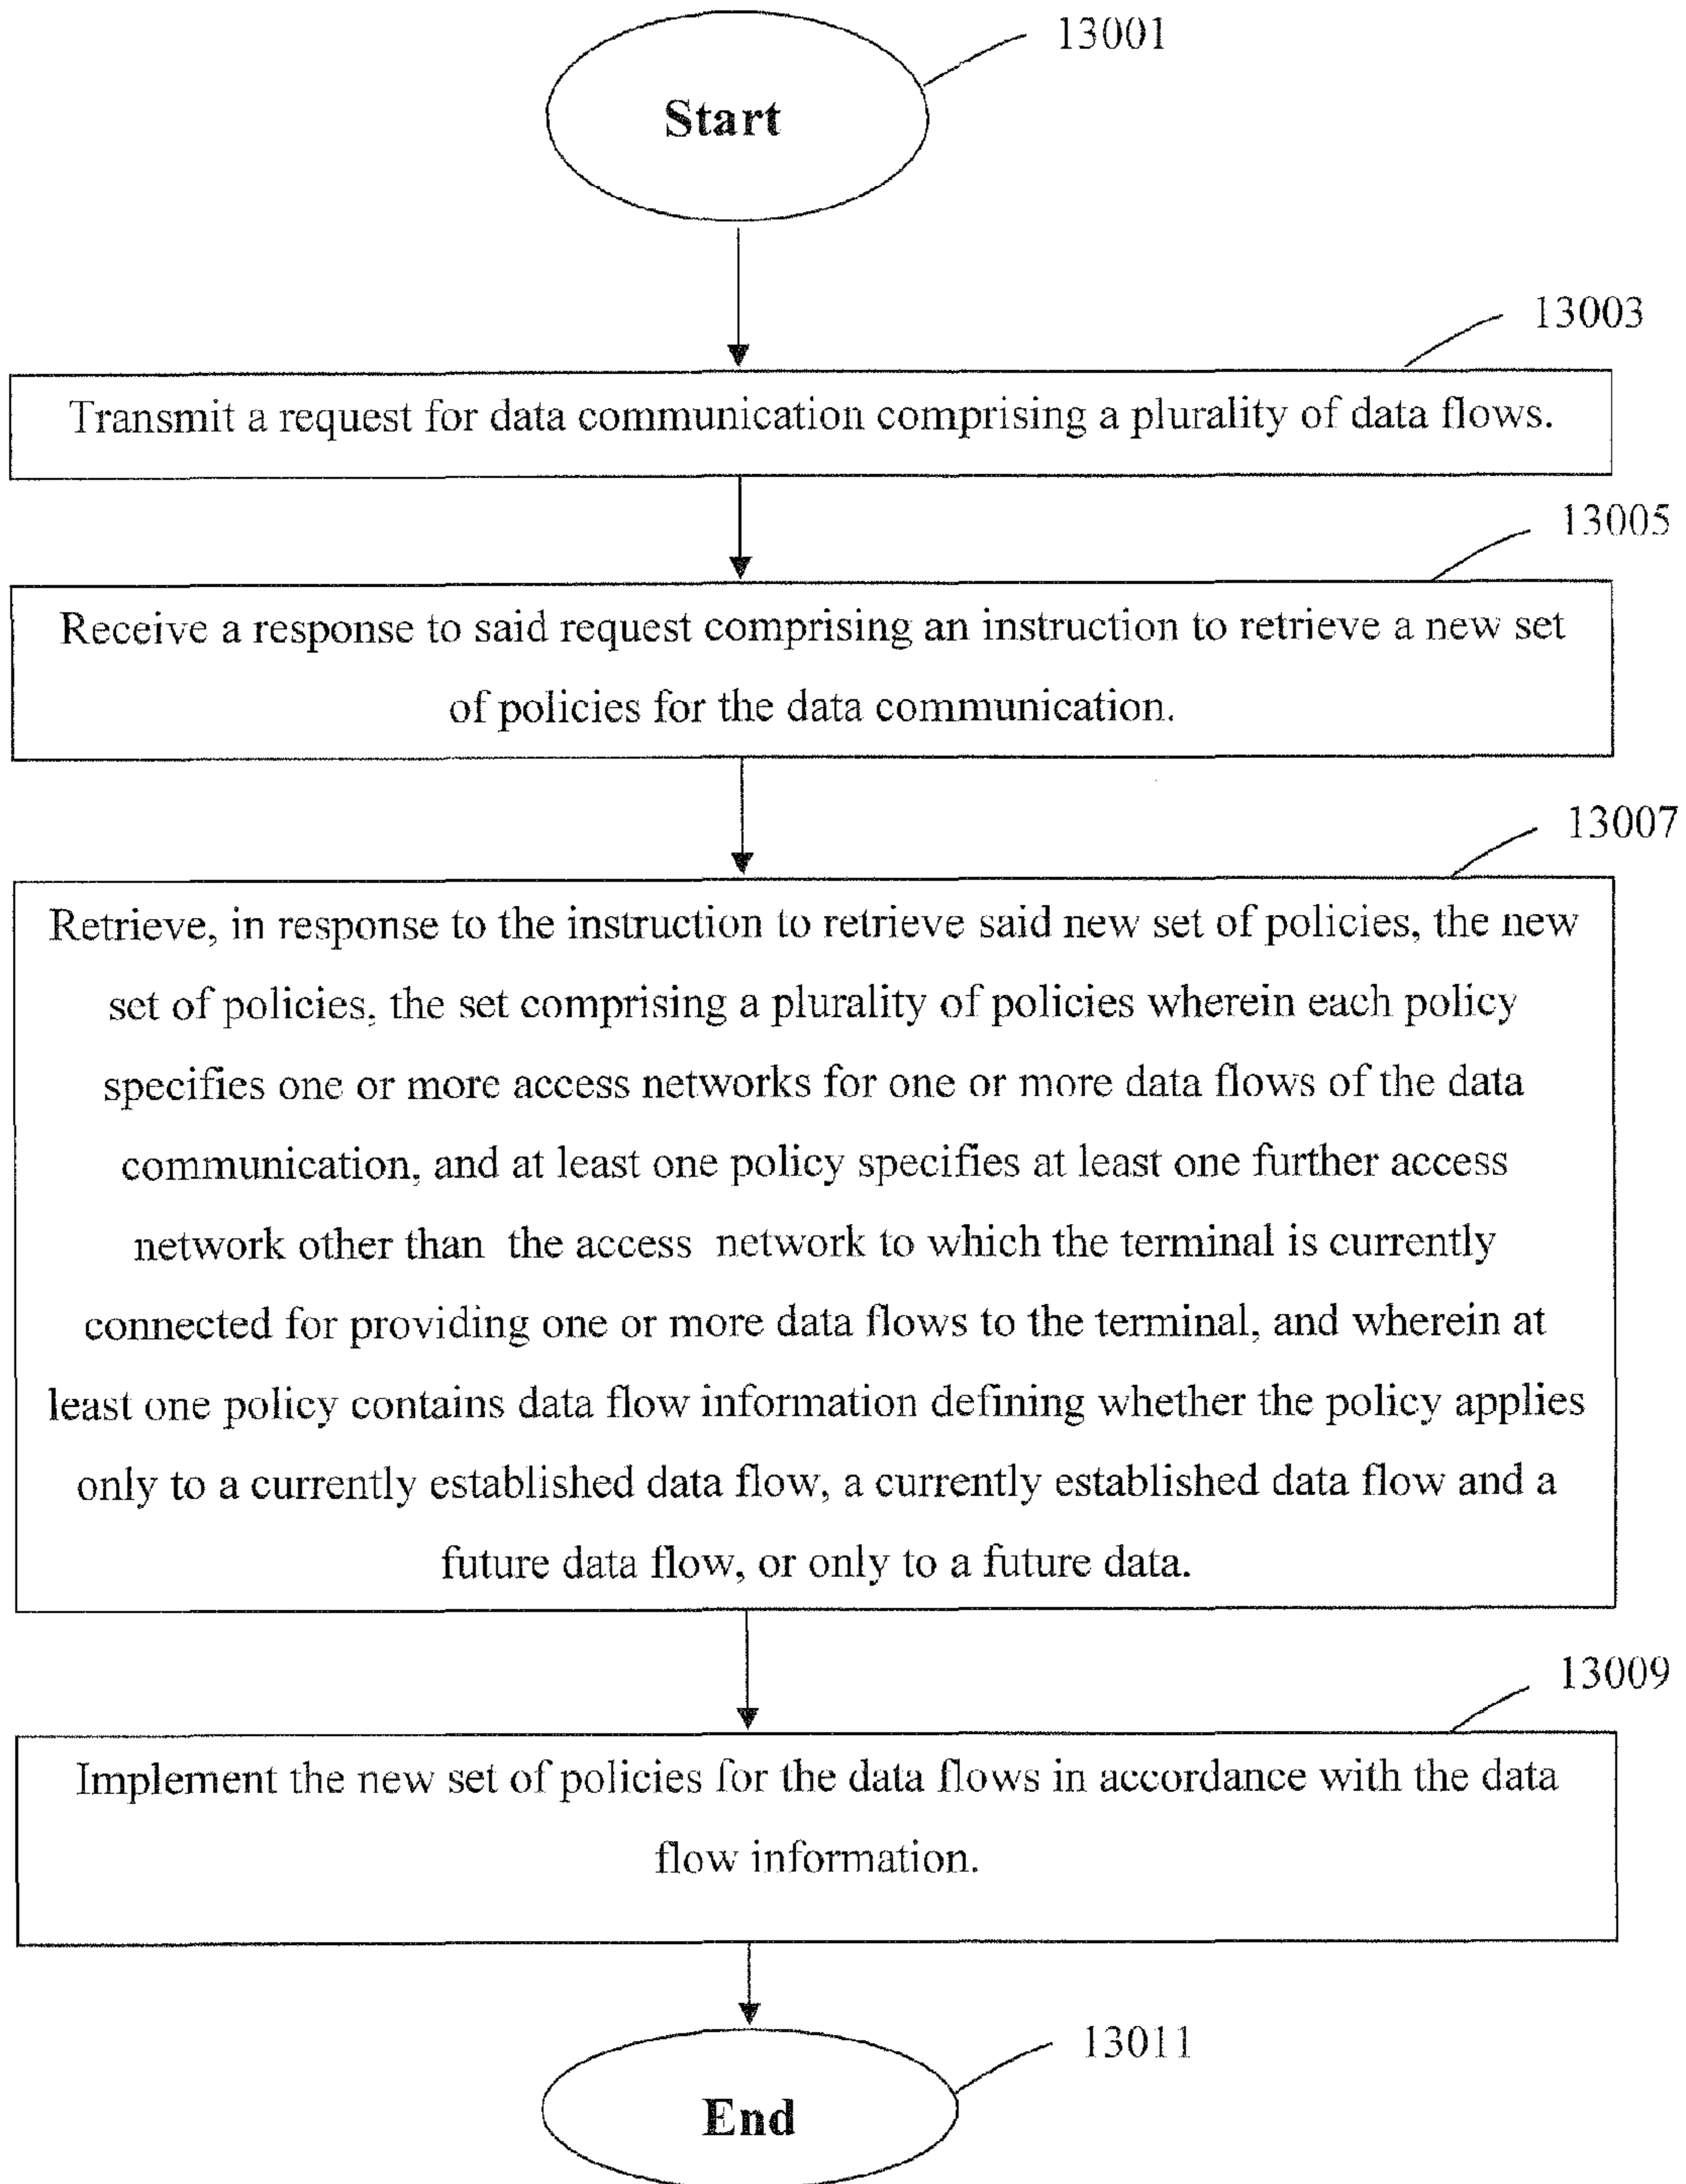 13001
Start
13003
Transmit a request for data communication comprising a plurality of data flows.
13005
Receive a response to said request comprising an instruction to retrieve a new set
of policies for the data communication.
13007
Retrieve, in response to the instruction to retrieve said new set of policies, the new
set of policies, the set comprising a plurality of policies wherein each policy
specifies one or more access networks for one or more data flows of the data
communication, and at least one policy specifies at least one further access
network other than the access network to which the terminal is currently
connected for providing one or more data flows to the terminal, and wherein at
least one policy contains data flow information defining whether the policy applies
only to a currently established data flow, a currently established data flow and a
future data flow, or only to a future data.
13009
Implement the new set of policies for the data flows in accordance with the data
flow information.
13011
End